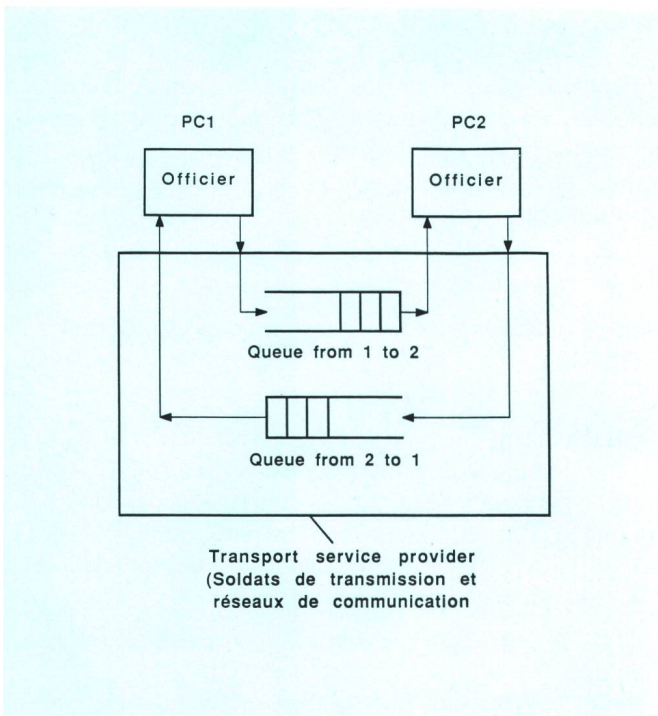 PC1 PC2
Officier Officier
Queue from 1 to 2
Queue from 2 to 1
Transport service provider
(Soldats de transmission et
réseaux de communication